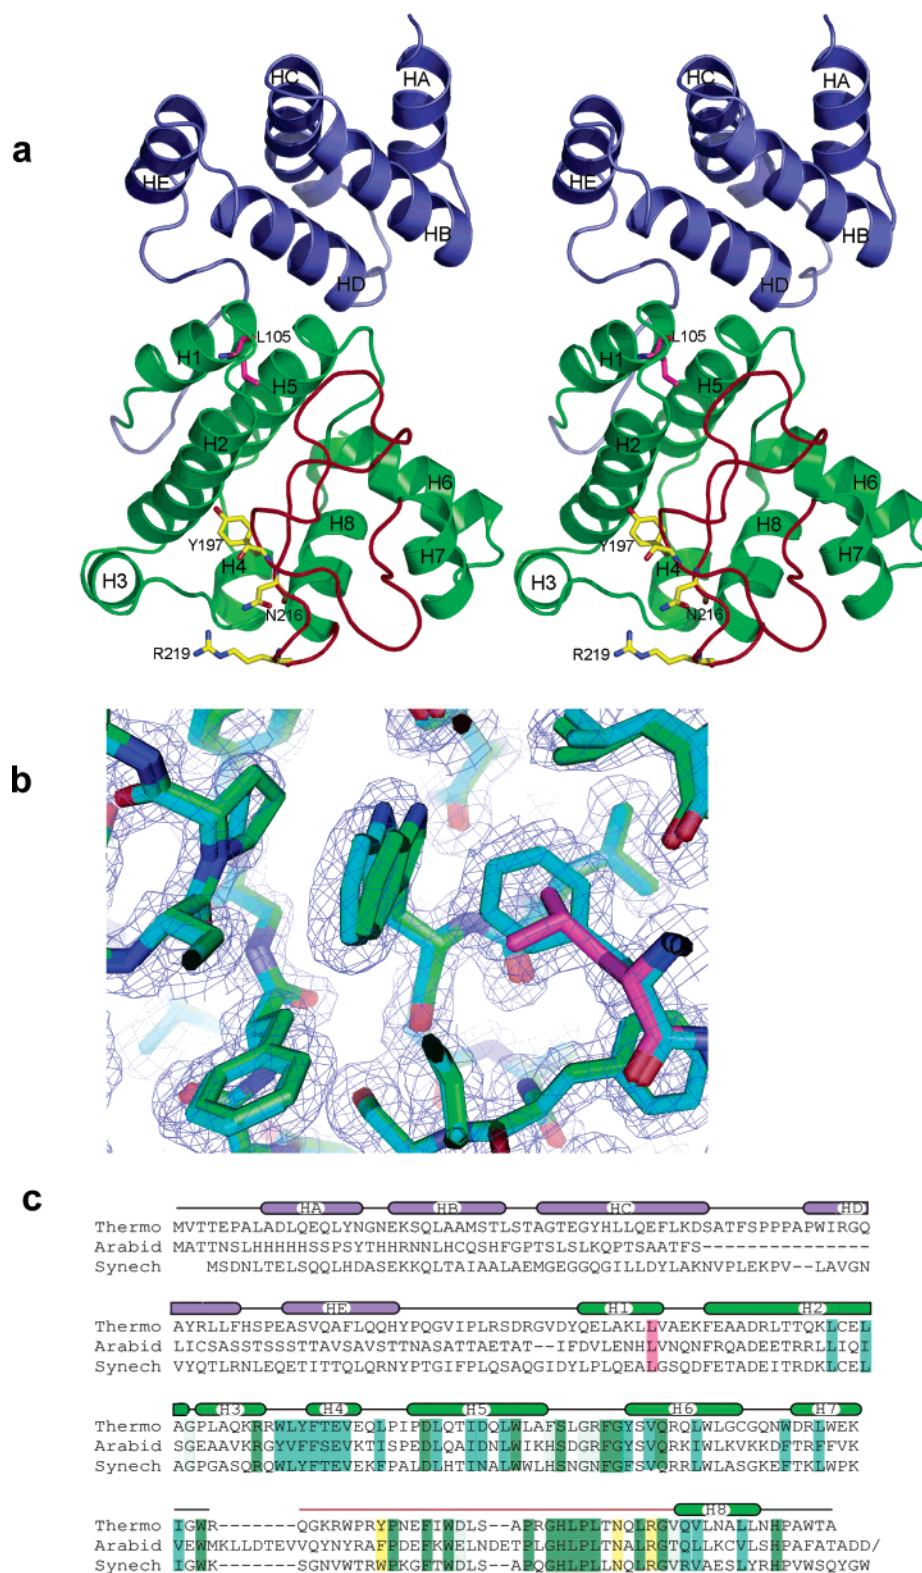 a
HC HA HC HA
HE HE
HB HB
HD HD
L105 L105
H1 H1
H5 H5
H2 H2
H6 H6
H8 H8
Y197 Y197
H4 H4
H7 H7
H3 H3
N216 N216
R219 R219
b
c
HA HB HC HD
Thermo MVTTEPALADLQEQLYNGNEKSQLAAMSTLSTAGTEGYHLLQEFLKDSATFSPPPAPWIRGQ
Arabid MATTNSLHHHHHSSPSYTHHRNNLHCQSHFGPTSLSLKQPTSAATFS---------------
Synech MSDNLTELSQQLHDASEKKQLTAIAALAEMGEGGQGILLDYLAKNVPLEKPV--LAVGN
HE H1 H2
Thermo AYRLLFHSPEASVQAFLQQHYPQGVIPLRSDRGVDYQELAKLLVAEKFEAADRLTTQKLCEL
Arabid LICSASSTSSSTTAVSAVSTTNASATTAETAT--IFDVLENHLVNQNFRQADEETRRLLIQI
Synech VYQTLRNLEQETITTQLQRNYPTGIFPLQSAQGIDYLPLQEALGSQDFETADEITRDKLCEL
H3 H4 H5 H6 H7
Thermo AGPLAQKRRWLYFTEVEQLPIPDLQTIDQLWLAFSLGRFGYSVQRQLWLGCGQNWDRLWEK
Arabid SGEAAVKRGYVFFSEVKTISPEDLQAIDNLWIKHSDGRFGYSVQRKIWLKVKKDFTRFFVK
Synech AGPGASQRQWLYFTEVEKFPALDLHTINALWWLHSNGNFGFSVQRRLWLASGKEFTKLWPK
H8
Thermo IGWR-------QGKRWPRYPNEFIWDLS--APRGHLPLTNQLRGVQVLNALLNHPAWTA
Arabid VEWMKLLDTEVVQYNYRAFPDEFKWELNDETPLGHLPLTNALRGTQLLKCVLSHPAFATADD/
Synech IGWK-------SGNVWTRWPKGFTWDLS--APQGHLPLTNALRGVRVAESLYRHPVWSQYGW